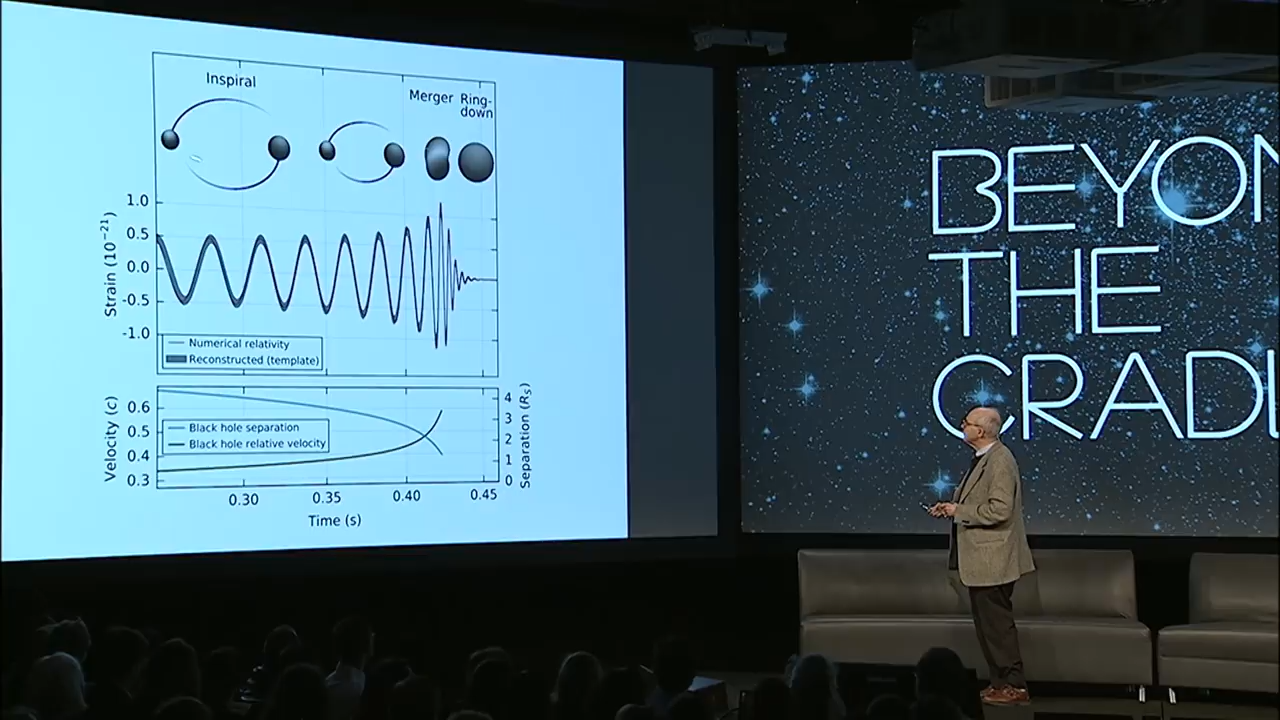 Inspiral
Merger
Ring-
down
1.0
0.5
0.0
-0.5
-1.0
Strain (10⁻²¹)
Numerical relativity
Reconstructed (template)
0.6
0.5
0.4
0.3
Velocity (c)
Black hole separation
Black hole relative velocity
4
3
2
1
0
Separation (R_S)
0.30 0.35 0.40 0.45
Time (s)
BEYON
THE
CRADL